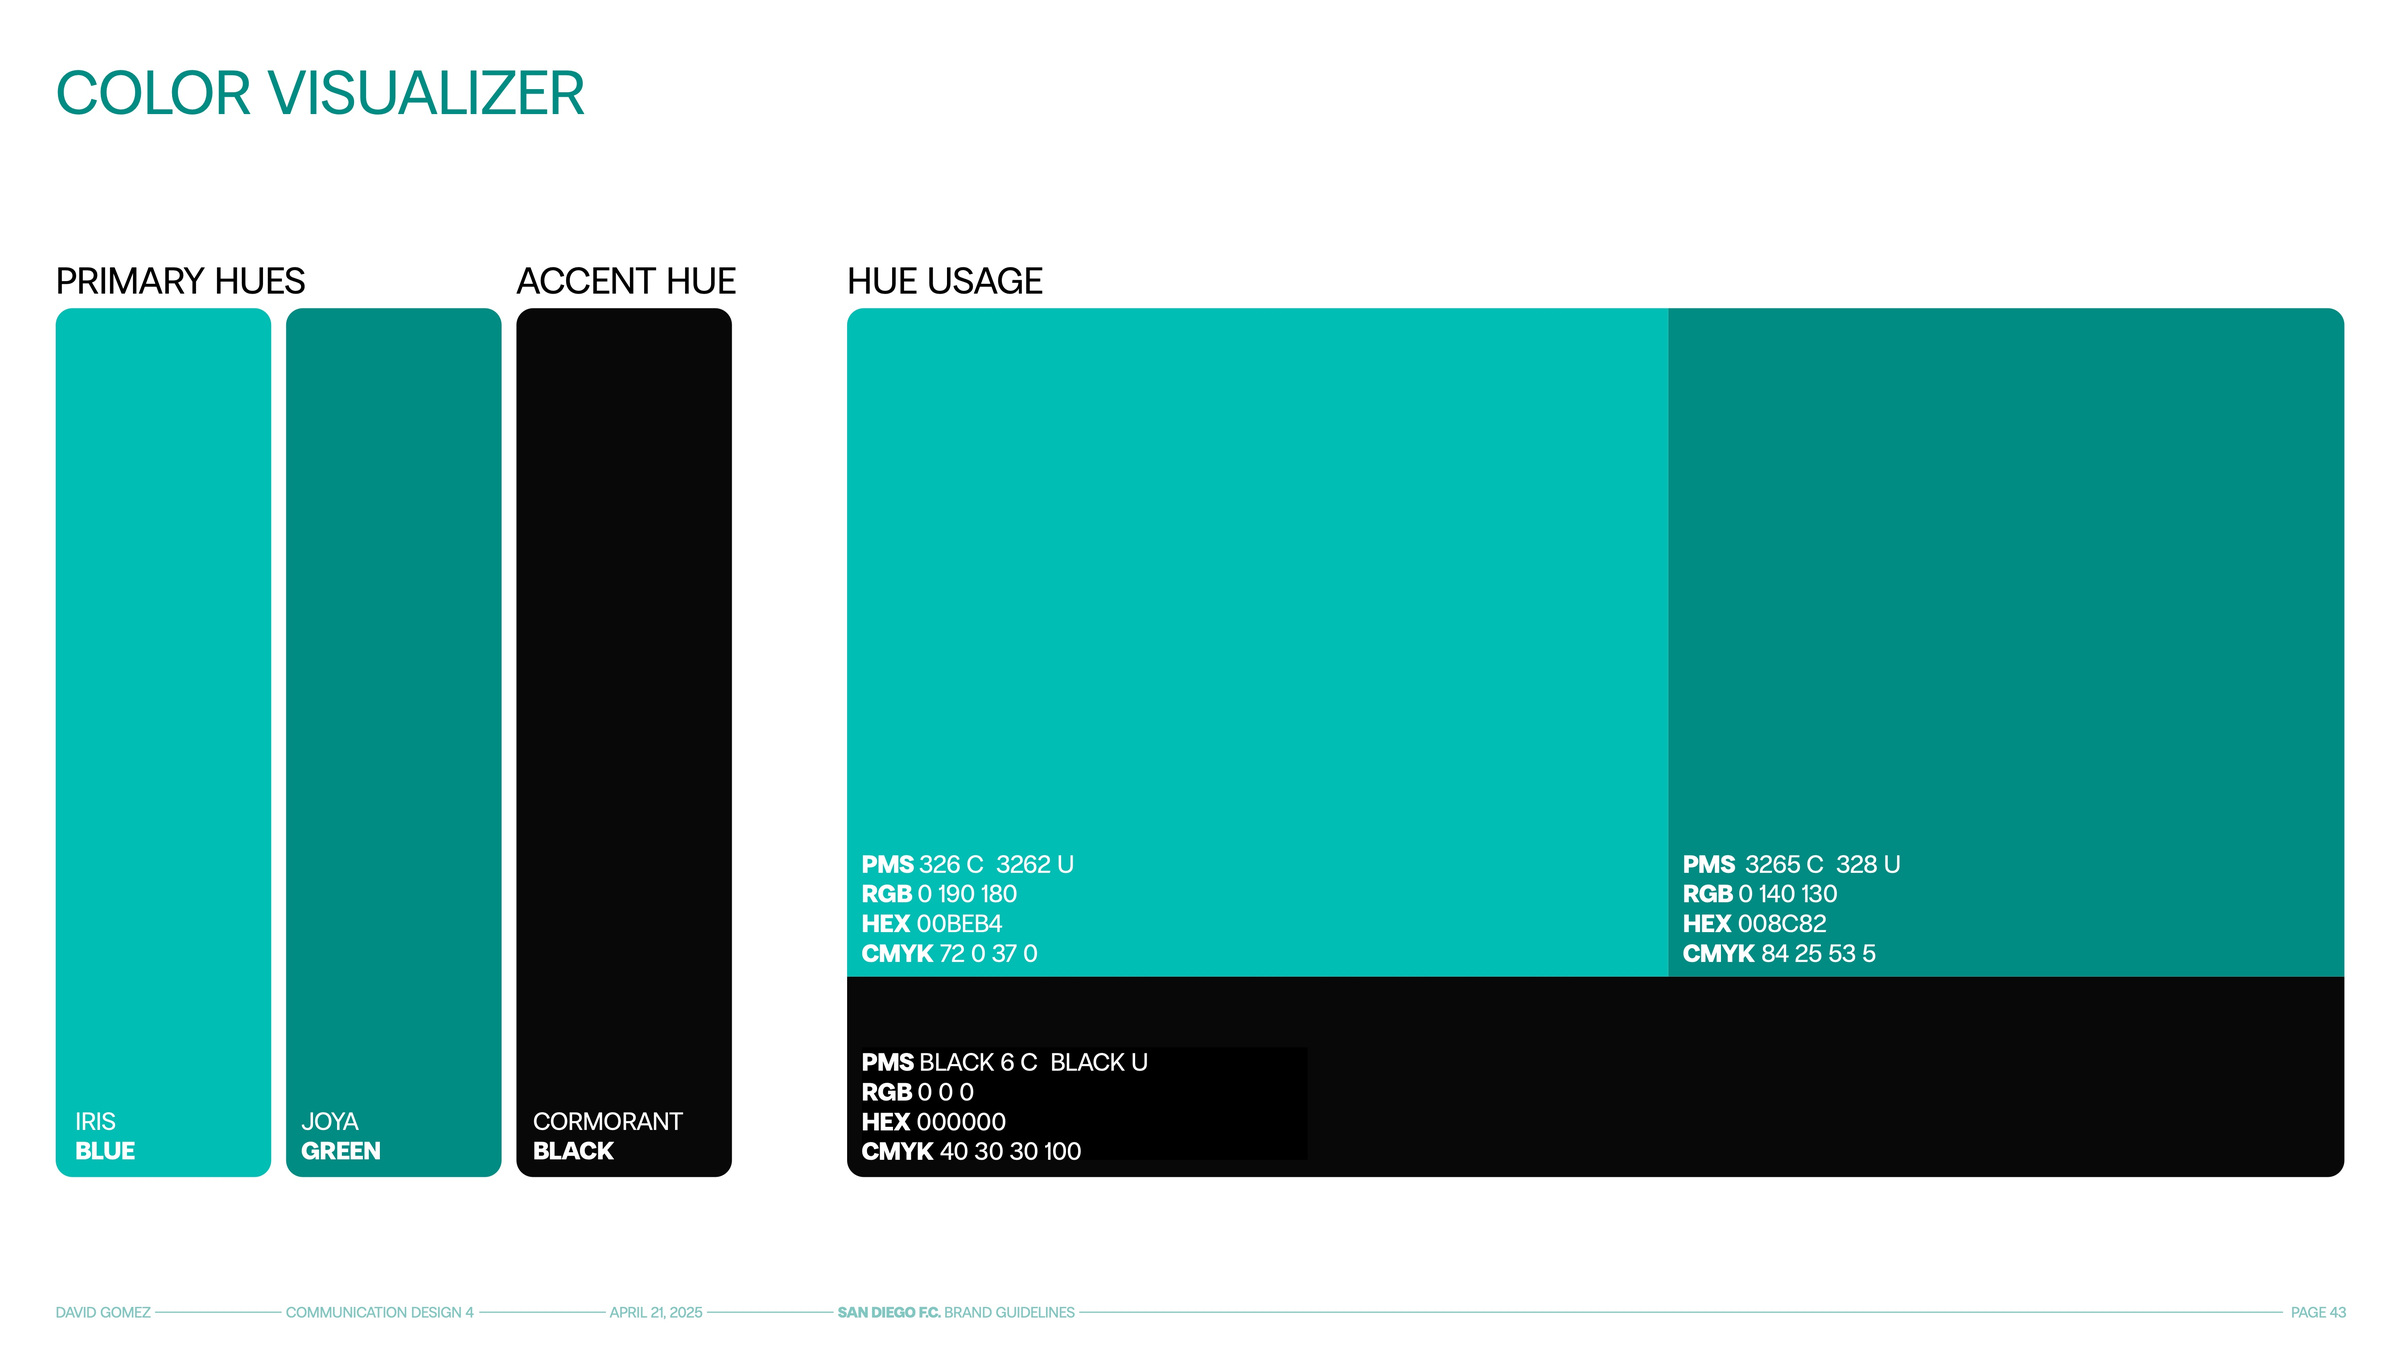 COLOR VISUALIZER
PRIMARY HUES
ACCENT HUE
HUE USAGE
IRIS
BLUE
JOYA
GREEN
CORMORANT
BLACK
PMS 326 C  3262 U
RGB 0 190 180
HEX 00BEB4
CMYK 72 0 37 0
PMS  3265 C  328 U
RGB 0 140 130
HEX 008C82
CMYK 84 25 53 5
PMS BLACK 6 C  BLACK U
RGB 0 0 0
HEX 000000
CMYK 40 30 30 100
DAVID GOMEZ COMMUNICATION DESIGN 4 APRIL 21, 2025 SAN DIEGO F.C. BRAND GUIDELINES PAGE 43